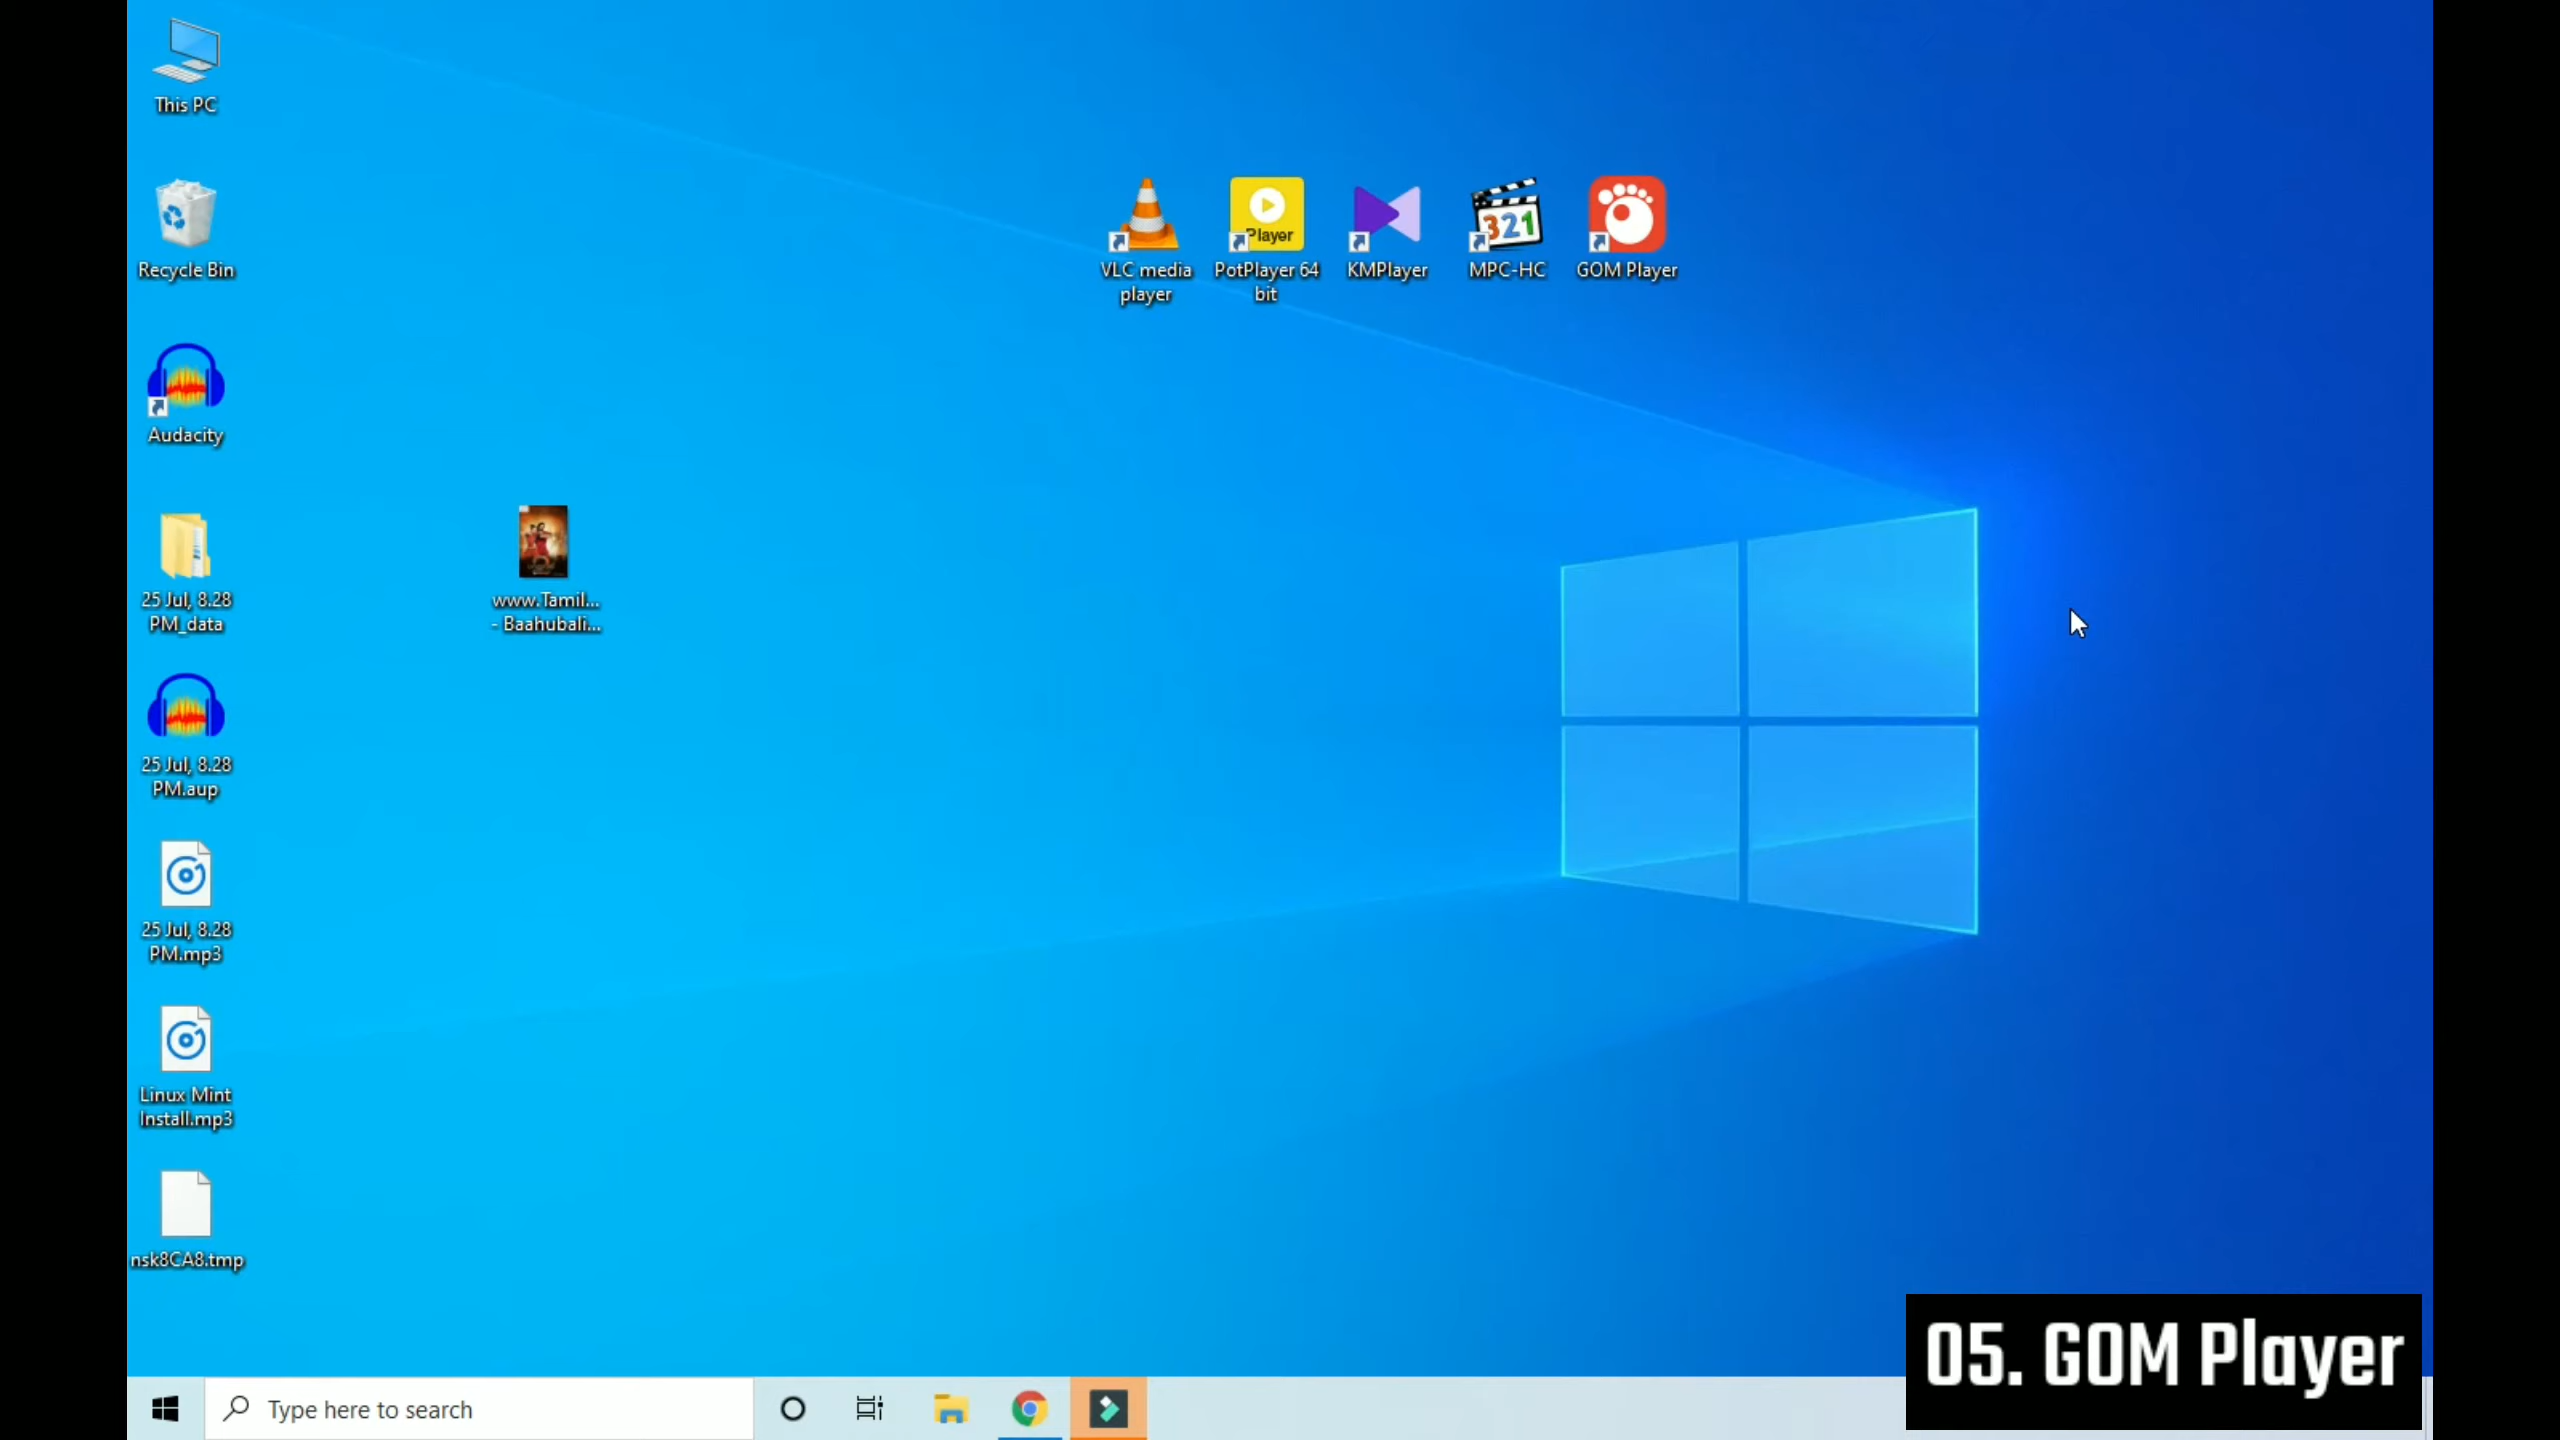 This PC
Recycle Bin
Audacity
25 Jul, 8.28
PM_data
25 Jul, 8.28
PM.aup
25 Jul, 8.28
PM.mp3
Linux Mint
Install.mp3
nsk8CA8.tmp
www.Tamil...
- Baahubali...
VLC media
player
Player
PotPlayer 64
bit
KMPlayer
321
MPC-HC
GOM Player
05. GOM Player
Type here to search